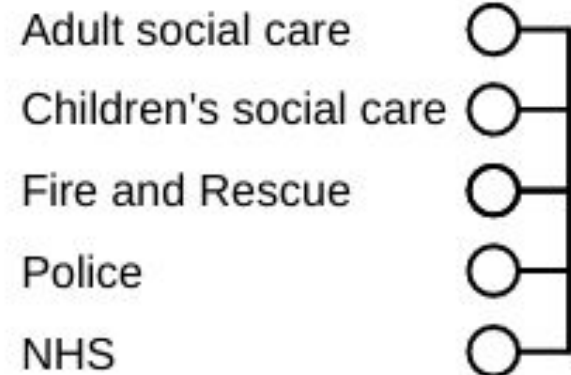 Adult social care
Children's social care
Fire and Rescue
Police
NHS